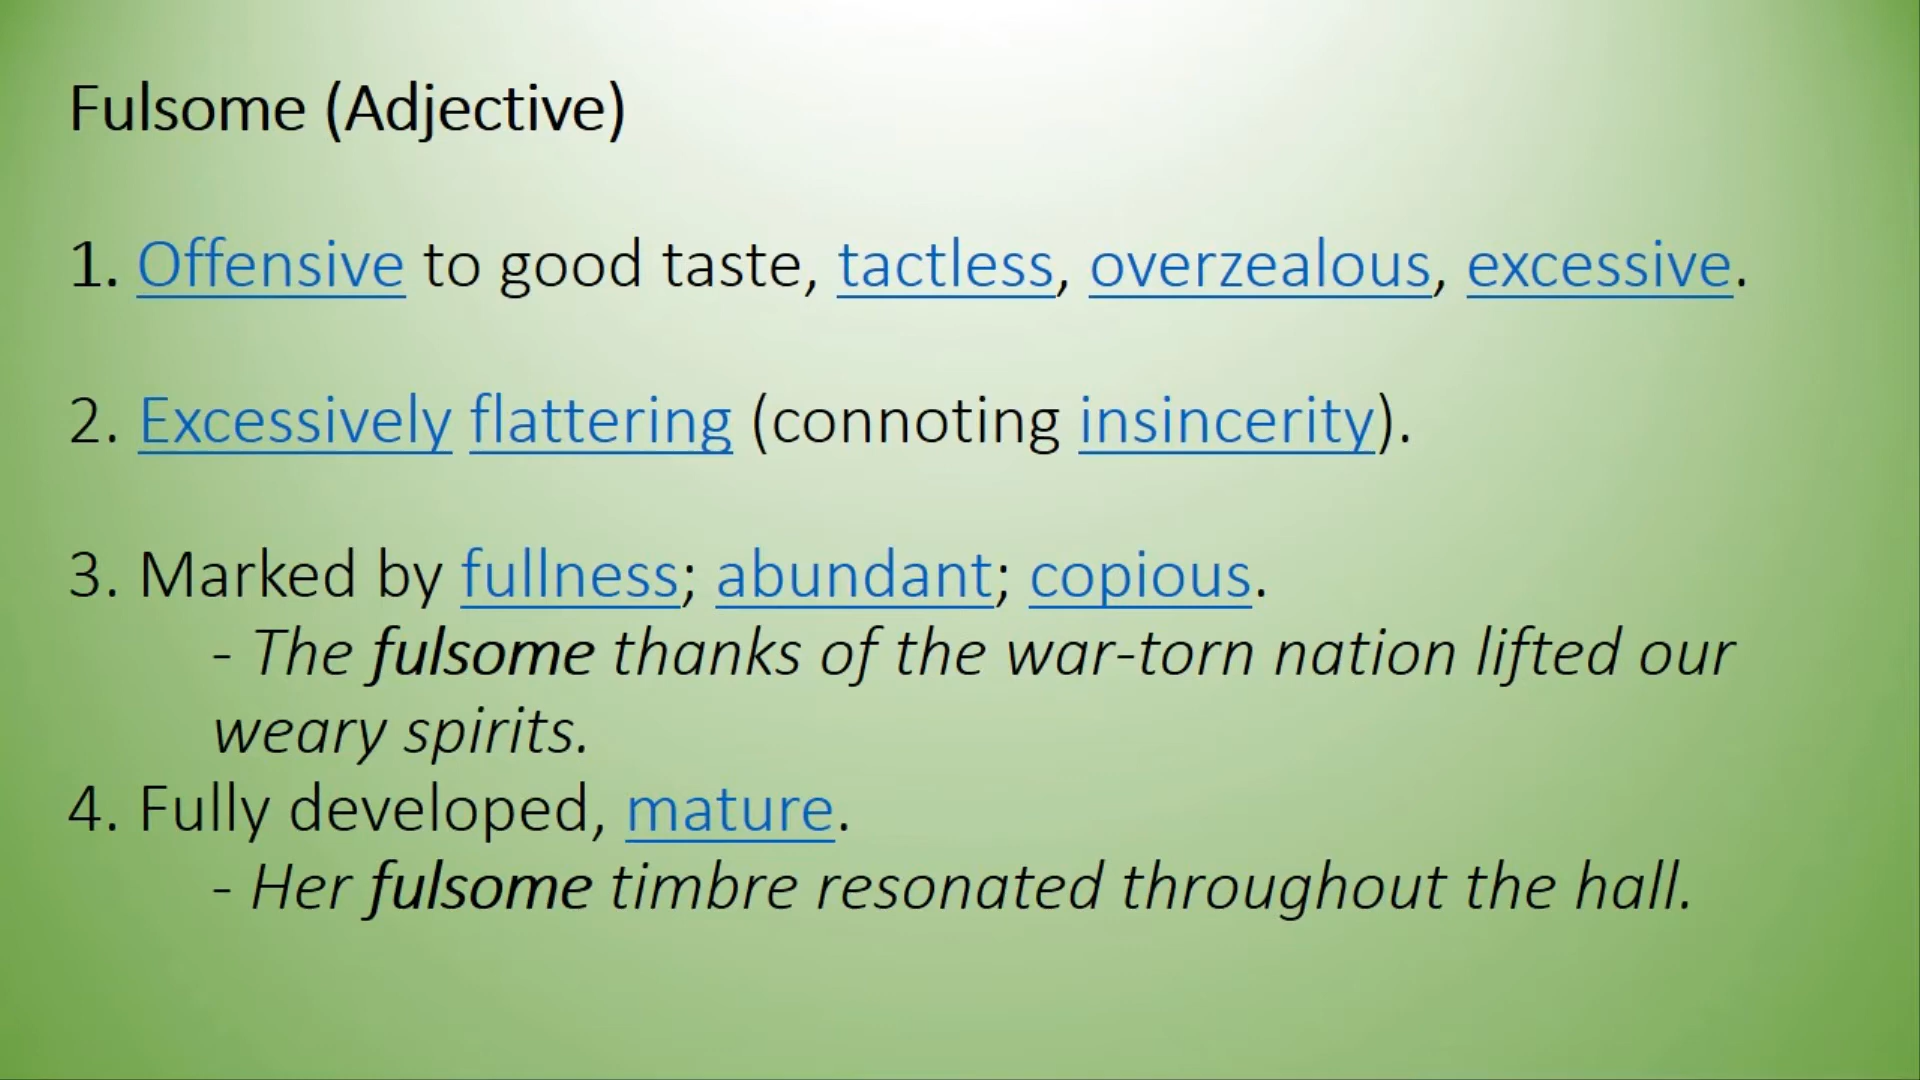 Fulsome (Adjective)
1. Offensive to good taste, tactless, overzealous, excessive.
2. Excessively flattering (connoting insincerity).
3. Marked by fullness; abundant; copious.
- The fulsome thanks of the war-torn nation lifted our
weary spirits.
4. Fully developed, mature.
- Her fulsome timbre resonated throughout the hall.